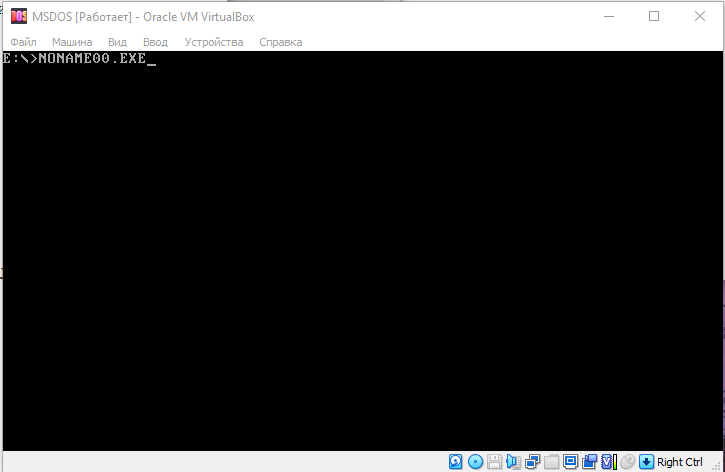 MSDOS [Работает] - Oracle VM VirtualBox
Файл Машина Вид Ввод Устройства Справка
E:\>NONAME00.EXE_
Right Ctrl